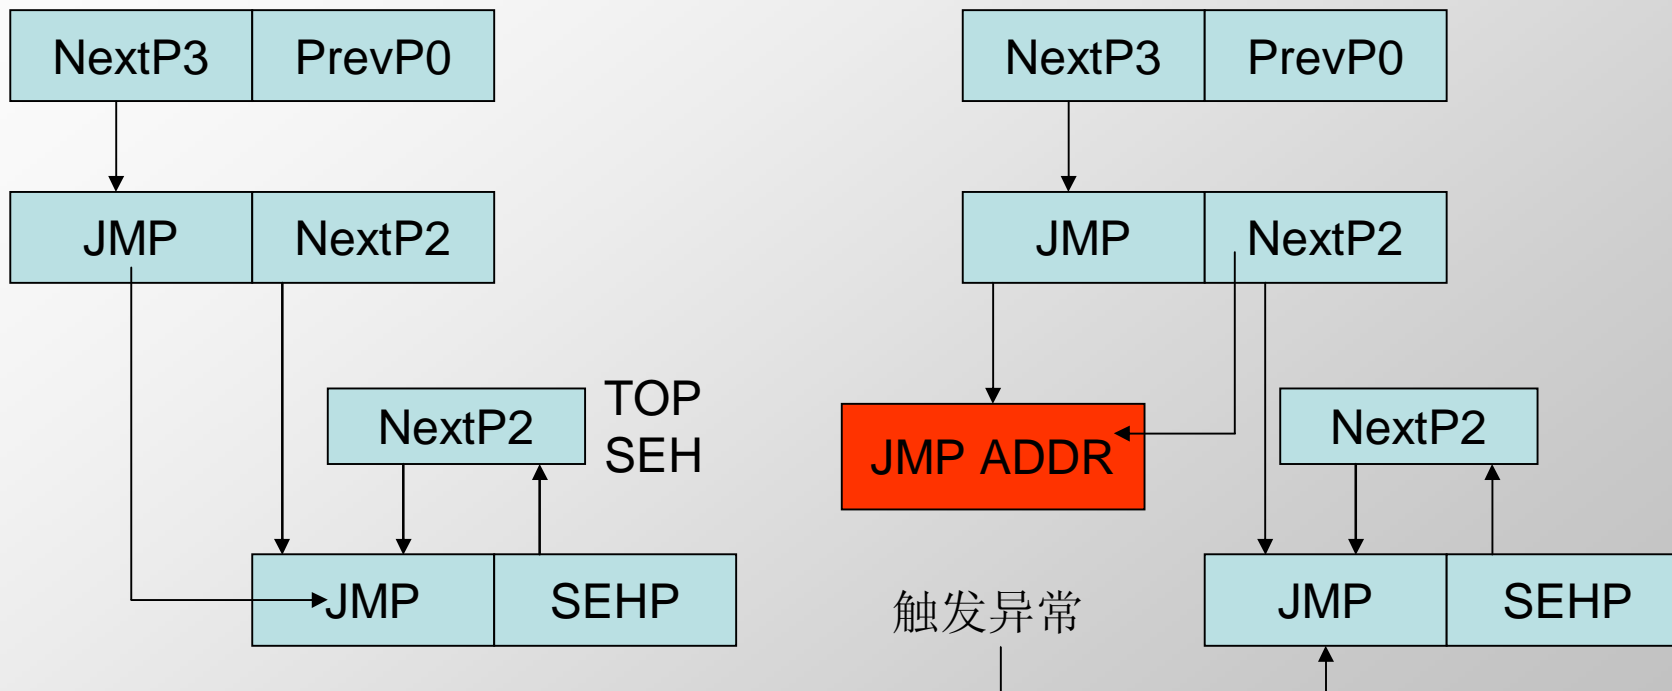 NextP3 PrevP0
JMP NextP2
NextP2
TOP
SEH
JMP SEHP
NextP3 PrevP0
JMP NextP2
JMP ADDR
NextP2
触发异常
JMP SEHP